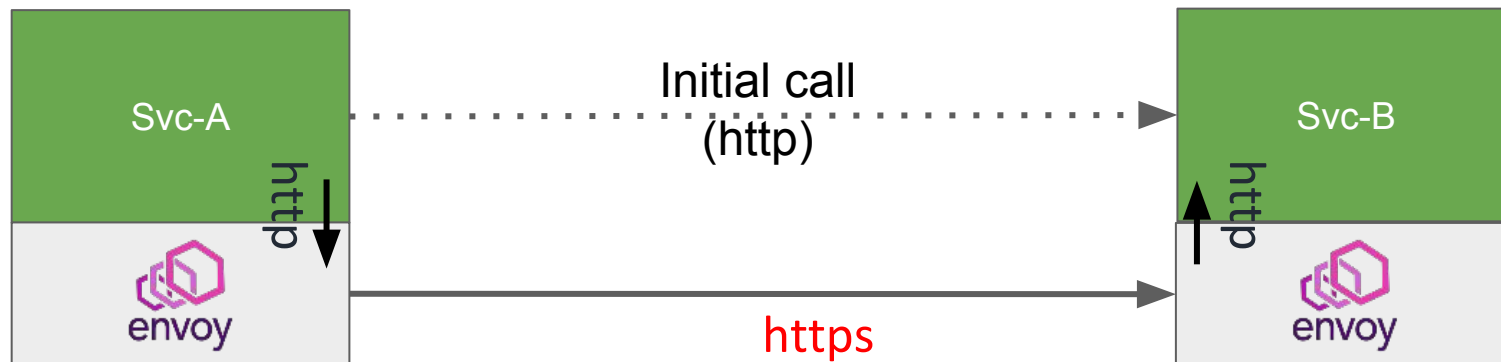 Svc-A
Initial call
(http)
Svc-B
http
http
envoy
https
envoy